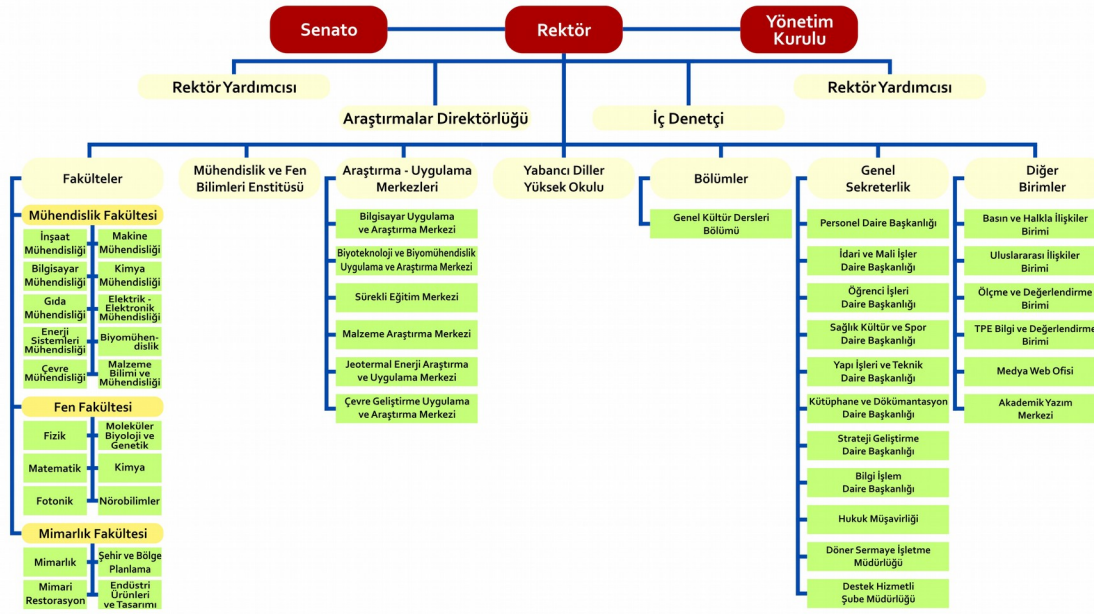 Senato
Rektör
Yönetim
Kurulu
Rektör Yardımcısı
Rektör Yardımcısı
Araştırmalar Direktörlüğü
İç Denetçi
Fakülteler
Mühendislik ve Fen
Bilimleri Enstitüsü
Araştırma - Uygulama
Merkezleri
Yabancı Diller
Yüksek Okulu
Bölümler
Genel
Sekreterlik
Diğer
Birimler
Mühendislik Fakültesi
İnşaat
Mühendisliği
Makine
Mühendisliği
Bilgisayar
Mühendisliği
Kimya
Mühendisliği
Gıda
Mühendisliği
Elektrik -
Elektronik
Mühendisliği
Enerji
Sistemleri
Mühendisliği
Biyomühen-
dislik
Çevre
Mühendisliği
Malzeme
Bilimi ve
Mühendisliği
Fen Fakültesi
Fizik
Moleküler
Biyoloji ve
Genetik
Matematik
Kimya
Fotonik
Nörobilimler
Mimarlık Fakültesi
Mimarlık
Şehir ve Bölge
Planlama
Mimari
Restorasyon
Endüstri
Ürünleri
ve Tasarımı
Bilgisayar Uygulama
ve Araştırma Merkezi
Biyoteknoloji ve Biyomühendislik
Uygulama ve Araştırma Merkezi
Sürekli Eğitim Merkezi
Malzeme Araştırma Merkezi
Jeotermal Enerji Araştırma
ve Uygulama Merkezi
Çevre Geliştirme Uygulama
ve Araştırma Merkezi
Genel Kültür Dersleri
Bölümü
Personel Daire Başkanlığı
İdari ve Mali İşler
Daire Başkanlığı
Öğrenci İşleri
Daire Başkanlığı
Sağlık Kültür ve Spor
Daire Başkanlığı
Yapı İşleri ve Teknik
Daire Başkanlığı
Kütüphane ve Dökümantasyon
Daire Başkanlığı
Strateji Geliştirme
Daire Başkanlığı
Bilgi İşlem
Daire Başkanlığı
Hukuk Müşavirliği
Döner Sermaye İşletme
Müdürlüğü
Destek Hizmetli
Şube Müdürlüğü
Basın ve Halkla İlişkiler
Birimi
Uluslararası İlişkiler
Birimi
Ölçme ve Değerlendirme
Birimi
TPE Bilgi ve Değerlendirme
Birimi
Medya Web Ofisi
Akademik Yazım
Merkezi